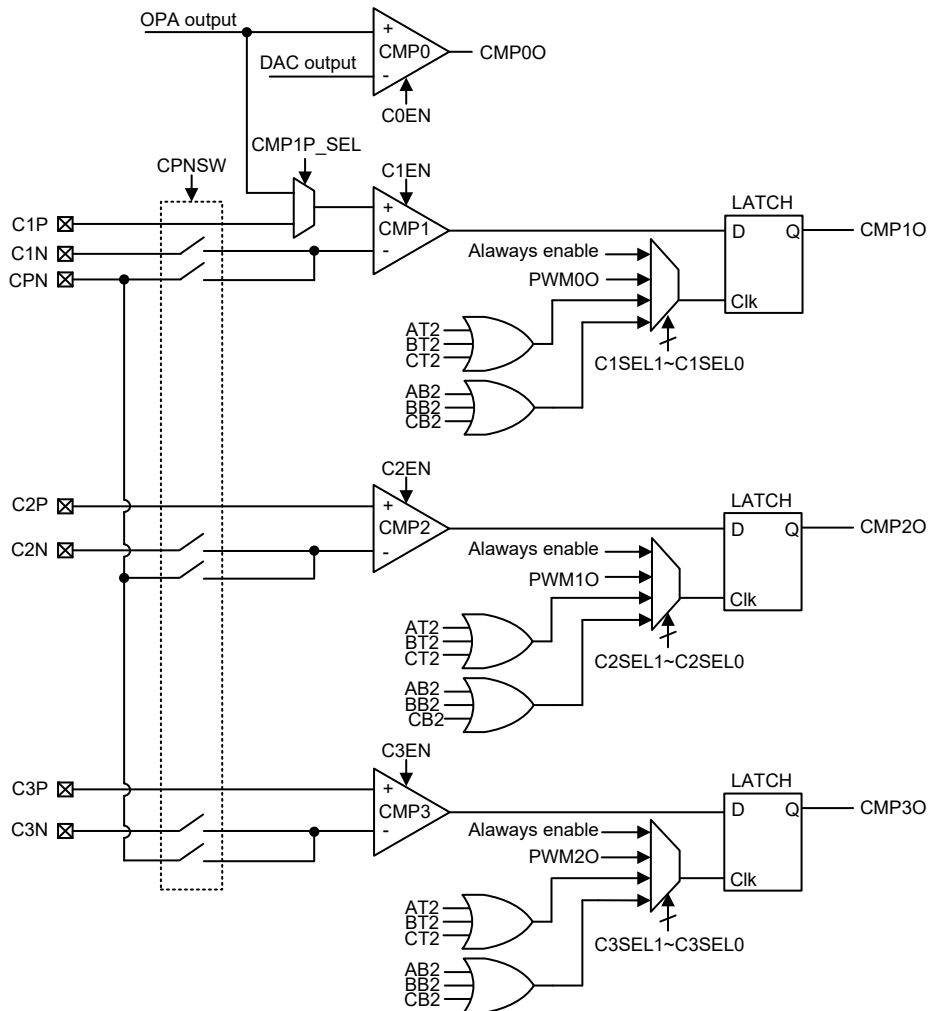 OPA output
+
CMP0
CMP0O
DAC output
-
C0EN
CMP1P_SEL
CPNSW
C1EN
LATCH
C1P
+
CMP1
D
Q
CMP1O
C1N
-
Alaways enable
CPN
PWM0O
Clk
AT2
BT2
CT2
C1SEL1~C1SEL0
AB2
BB2
CB2
C2EN
LATCH
C2P
+
CMP2
D
Q
CMP2O
C2N
-
Alaways enable
PWM1O
Clk
AT2
BT2
CT2
C2SEL1~C2SEL0
AB2
BB2
CB2
C3EN
LATCH
C3P
+
CMP3
D
Q
CMP3O
C3N
-
Alaways enable
PWM2O
Clk
AT2
BT2
CT2
C3SEL1~C3SEL0
AB2
BB2
CB2